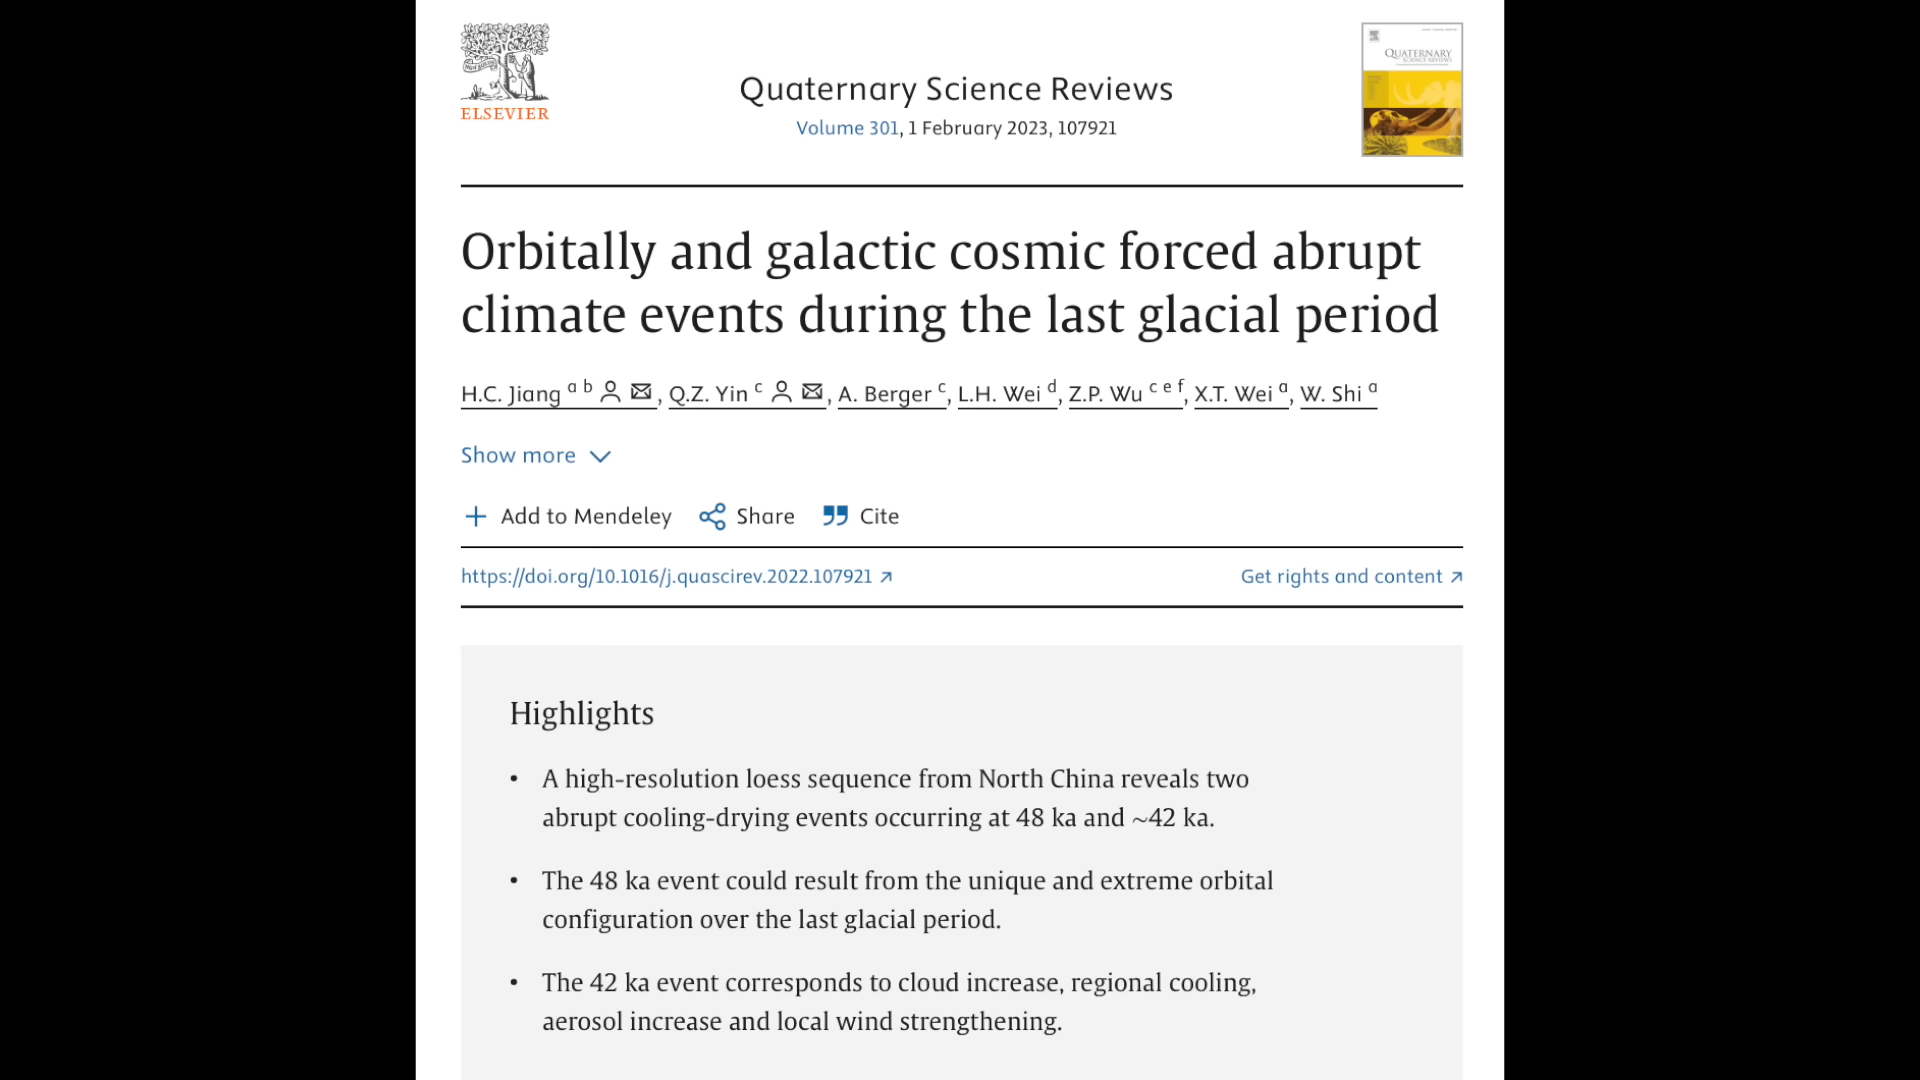 ELSEVIER
QUATERNARY
SCIENCE REVIEWS
Quaternary Science Reviews
Volume 301, 1 February 2023, 107921
Orbitally and galactic cosmic forced abrupt
climate events during the last glacial period
H.C. Jiang a b, Q.Z. Yin c, A. Berger c, L.H. Wei d, Z.P. Wu c e f, X.T. Wei a, W. Shi a
Show more
Add to Mendeley Share Cite
https://doi.org/10.1016/j.quascirev.2022.107921 Get rights and content
Highlights
• A high-resolution loess sequence from North China reveals two
abrupt cooling-drying events occurring at 48 ka and ~42 ka.
• The 48 ka event could result from the unique and extreme orbital
configuration over the last glacial period.
• The 42 ka event corresponds to cloud increase, regional cooling,
aerosol increase and local wind strengthening.